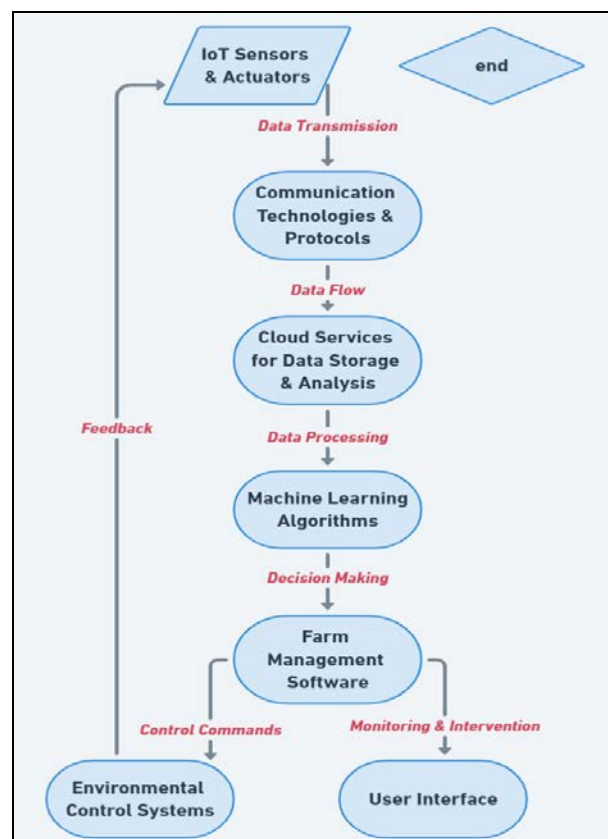 IoT Sensors
& Actuators
end
Data Transmission
Communication
Technologies &
Protocols
Data Flow
Cloud Services
for Data Storage
& Analysis
Feedback
Data Processing
Machine Learning
Algorithms
Decision Making
Farm
Management
Software
Control Commands
Monitoring & Intervention
Environmental
Control Systems
User Interface